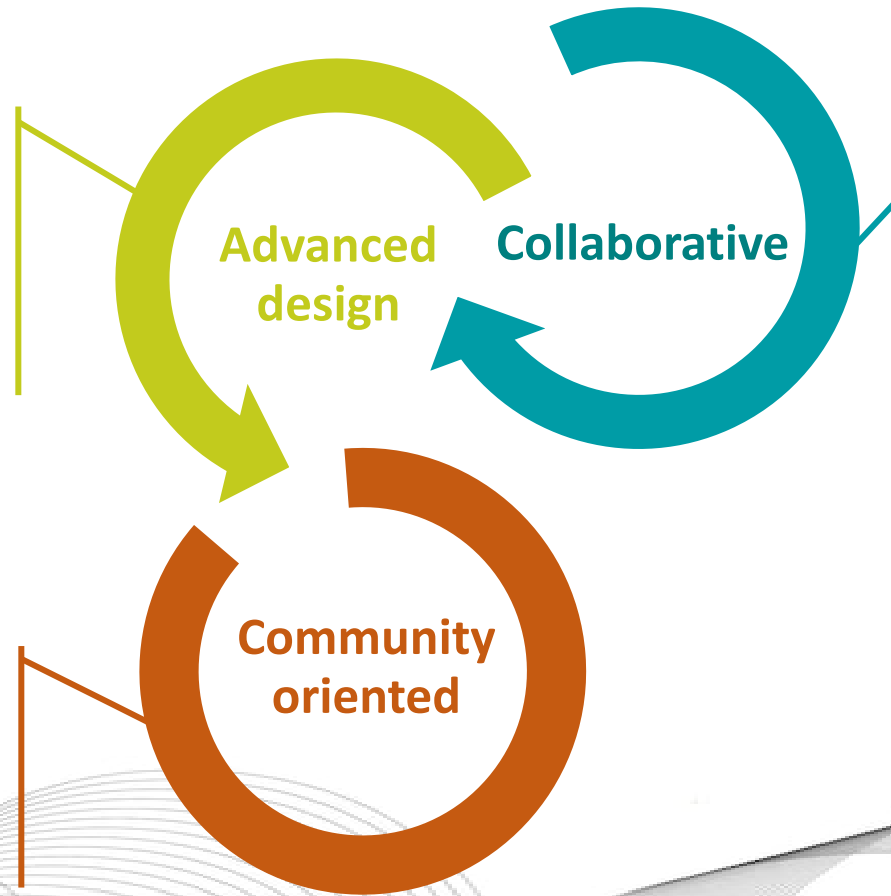 Advanced
design
Collaborative
Community
oriented